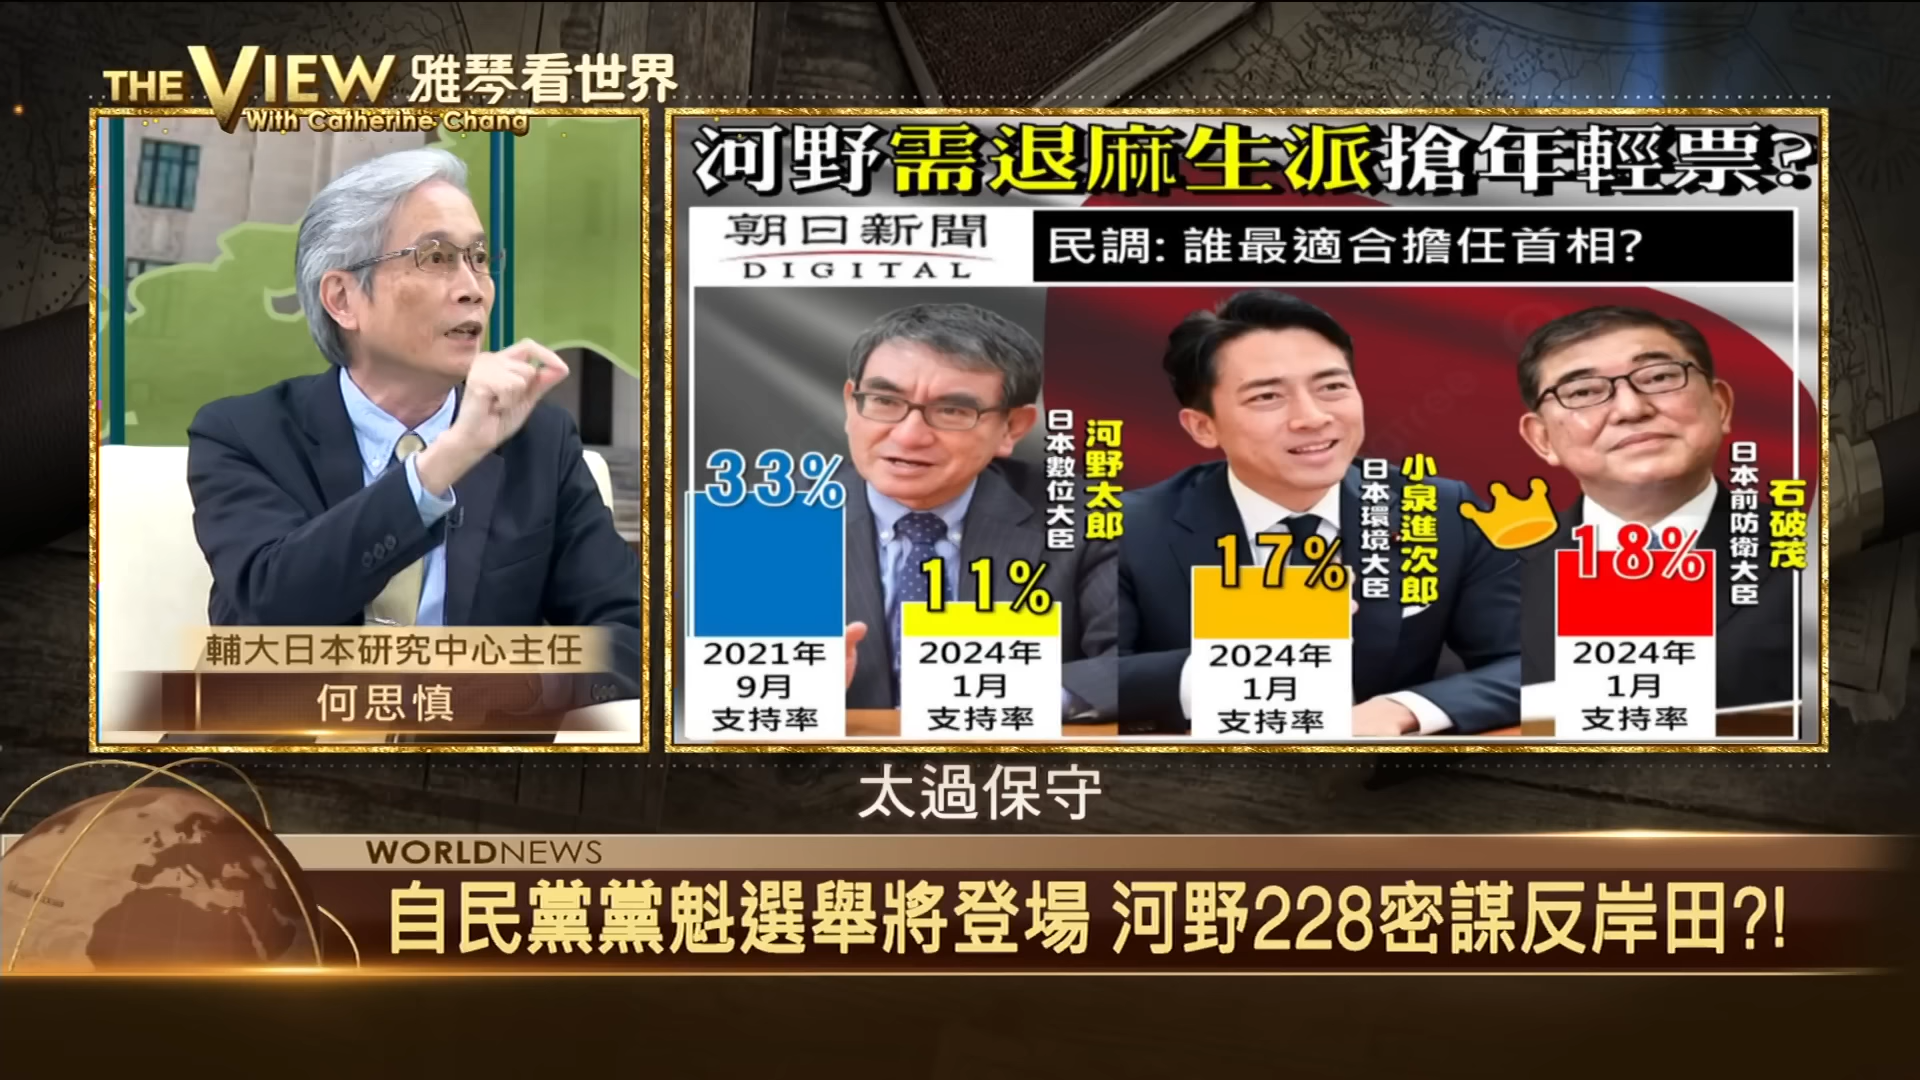 THE VIEW 雅琴看世界
With Catherine Chang
河野需退麻生派搶年輕票?
朝日新聞
DIGITAL
民調: 誰最適合擔任首相?
33%
2021年
9月
支持率
11%
2024年
1月
支持率
日本數位大臣
河野太郎
17%
2024年
1月
支持率
日本環境大臣
小泉進次郎
18%
2024年
1月
支持率
日本前防衛大臣
石破茂
輔大日本研究中心主任
何思慎
太過保守
WORLDNEWS
自民黨黨魁選舉將登場 河野228密謀反岸田?!